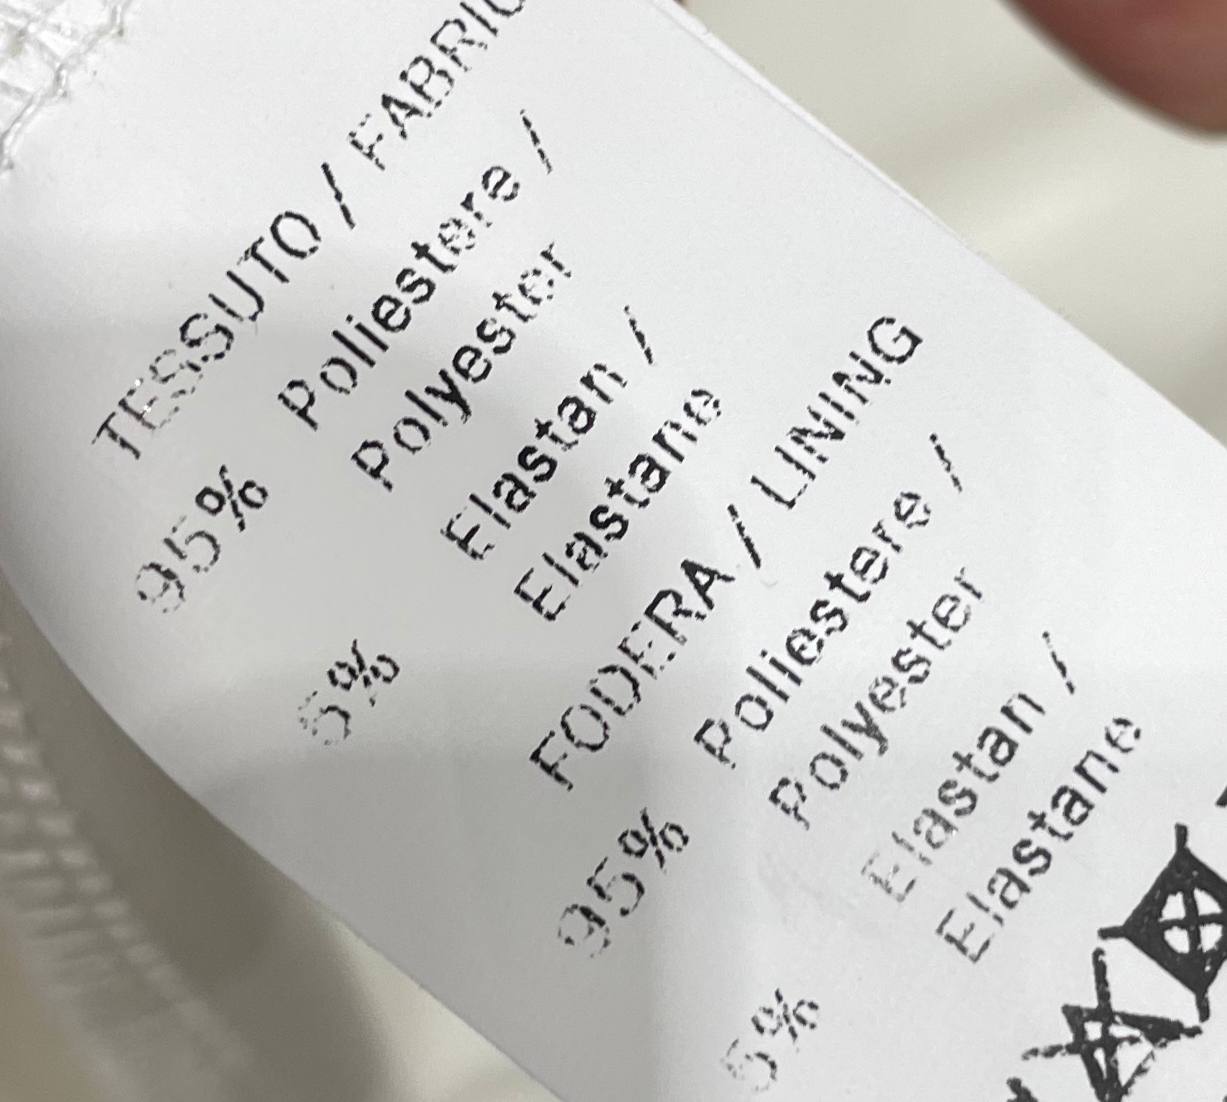 TESSUTO / FABRIC
95% Poliestere /
Polyester
5% Elastan /
Elastane
FODERA / LINING
95% Poliestere /
Polyester
5% Elastan /
Elastane